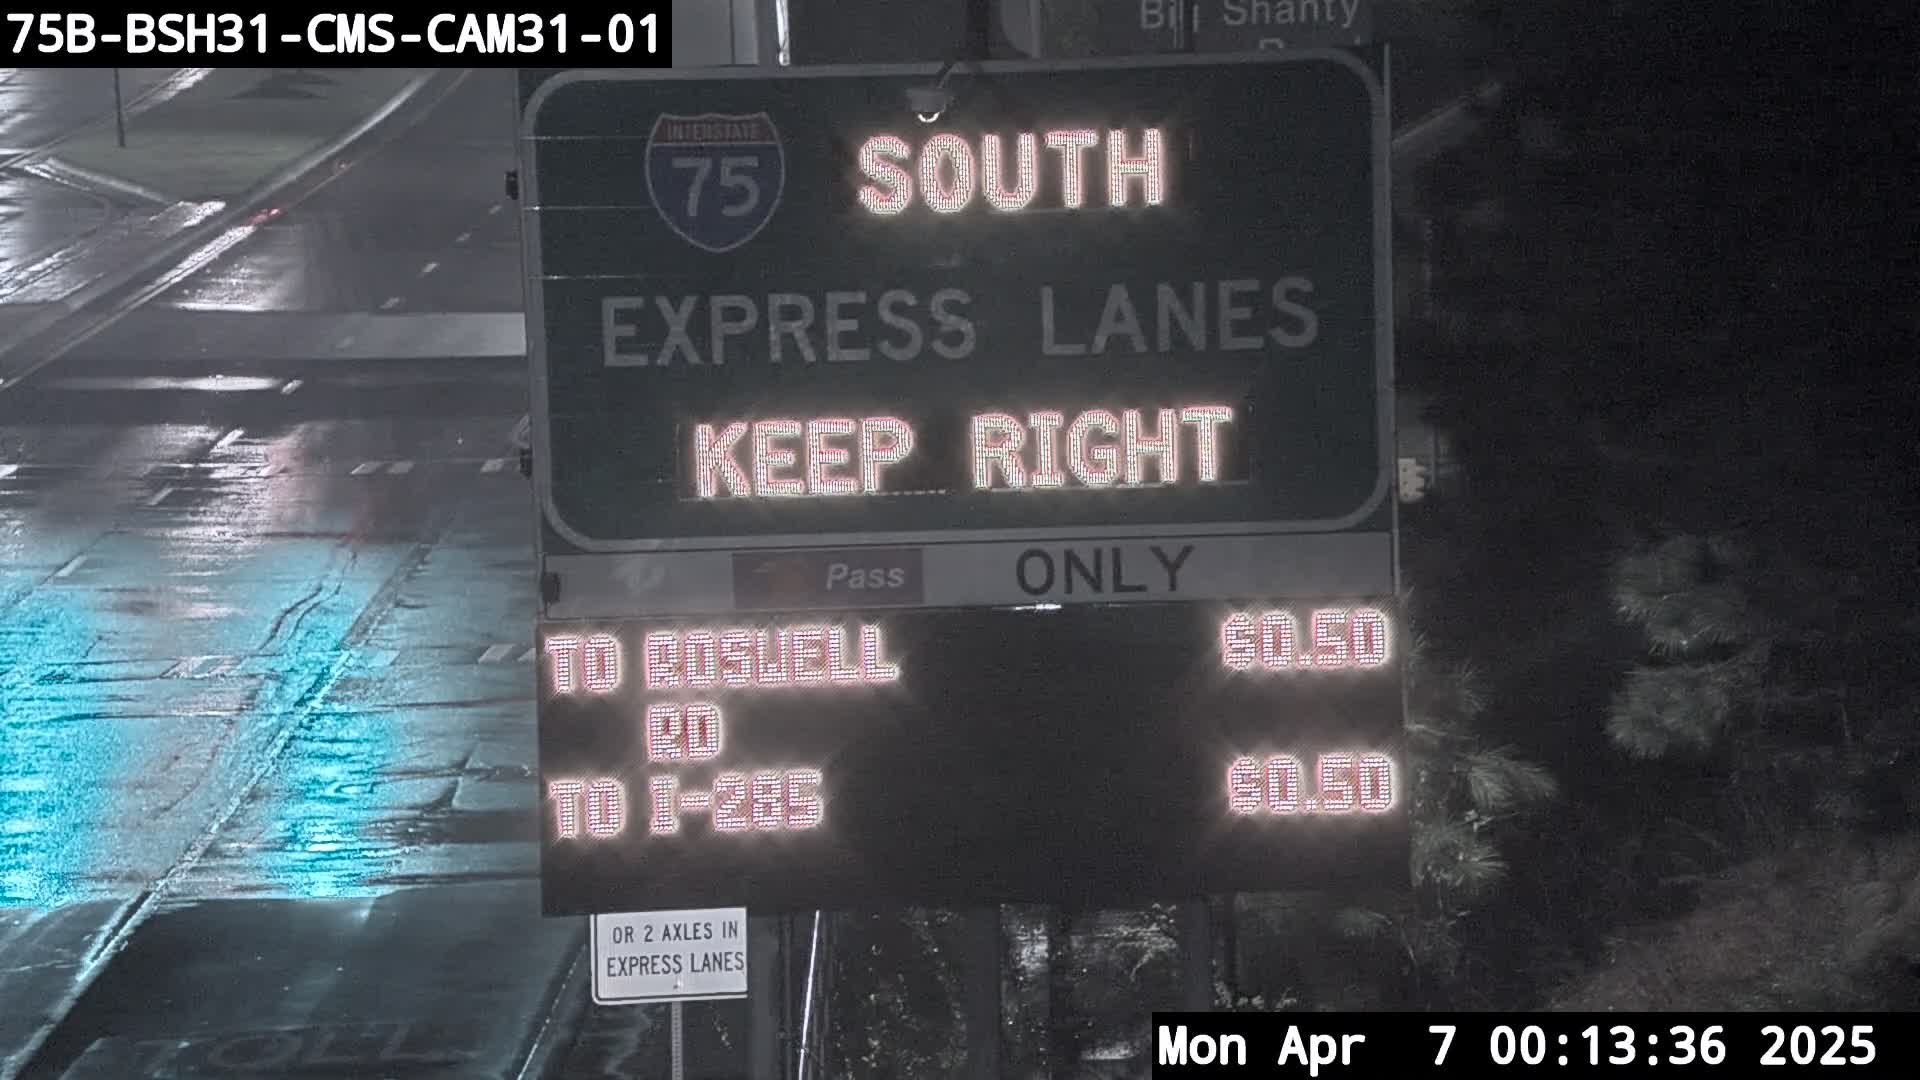 75B-BSH31-CMS-CAM31-01
Shanty
INTERSTATE
75
SOUTH
EXPRESS LANES
KEEP RIGHT
Pass ONLY
TO ROSWELL $0.50
RD
TO I-285 $0.50
OR 2 AXLES IN
EXPRESS LANES
TOLL
Mon Apr 7 00:13:36 2025